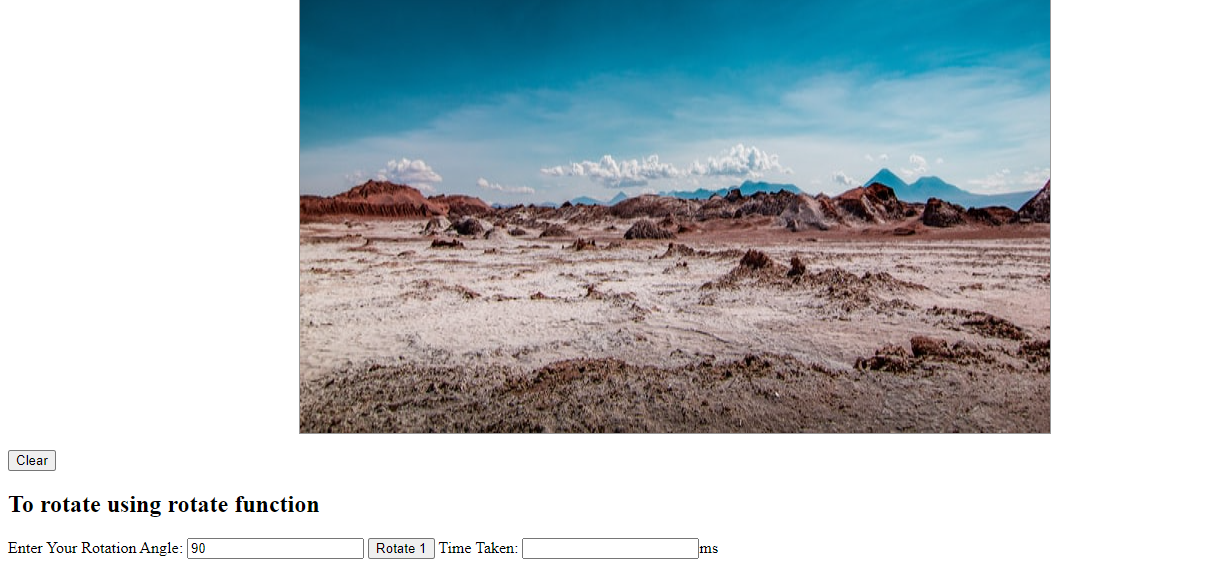 Clear
To rotate using rotate function
Enter Your Rotation Angle: 90 Rotate 1 Time Taken: ms